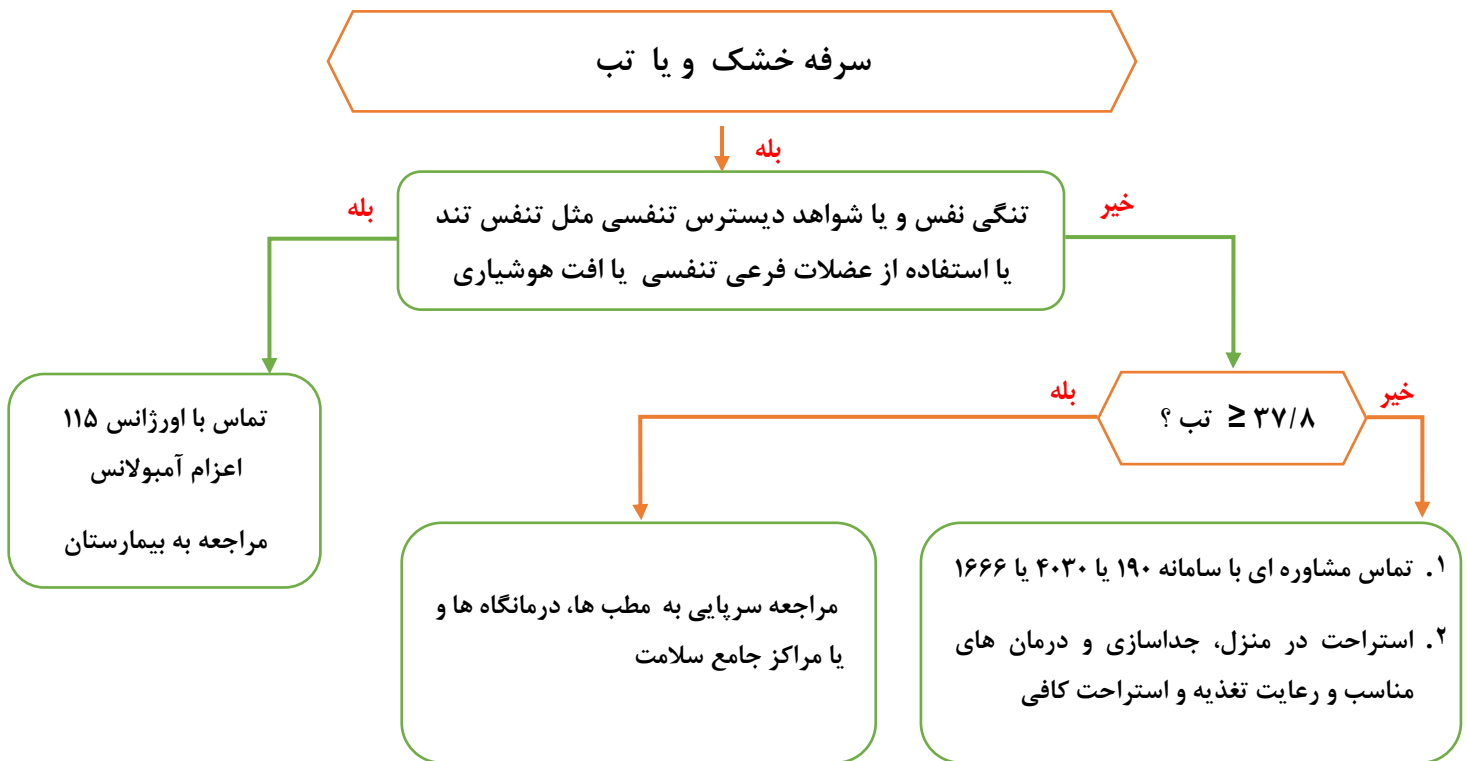 سرفه خشک و یا تب
بله
خیر
تنگی نفس و یا شواهد دیسترس تنفسی مثل تنفس تند
یا استفاده از عضلات فرعی تنفسی یا افت هوشیاری
بله
خیر
۳۷/۸ ≤ تب ؟
بله
۱. تماس مشاوره ای با سامانه ۱۹۰ یا ۴۰۳۰ یا ۱۶۶۶
۲. استراحت در منزل، جداسازی و درمان های
مناسب و رعایت تغذیه و استراحت کافی
مراجعه سرپایی به مطب ها، درمانگاه ها و
یا مراکز جامع سلامت
تماس با اورژانس ۱۱۵
اعزام آمبولانس
مراجعه به بیمارستان